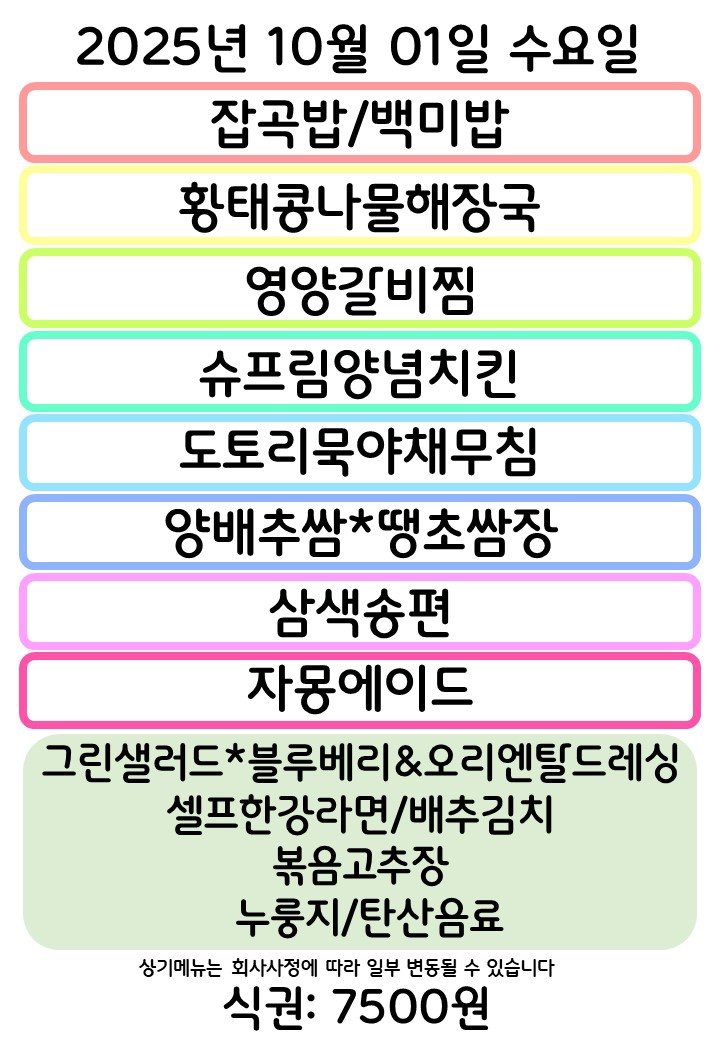 2025년 10월 01일 수요일
잡곡밥/백미밥
황태콩나물해장국
영양갈비찜
슈프림양념치킨
도토리묵야채무침
양배추쌈*땡초쌈장
삼색송편
자몽에이드
그린샐러드*블루베리&오리엔탈드레싱
셀프한강라면/배추김치
볶음고추장
누룽지/탄산음료
상기메뉴는 회사사정에 따라 일부 변동될 수 있습니다
식권: 7500원